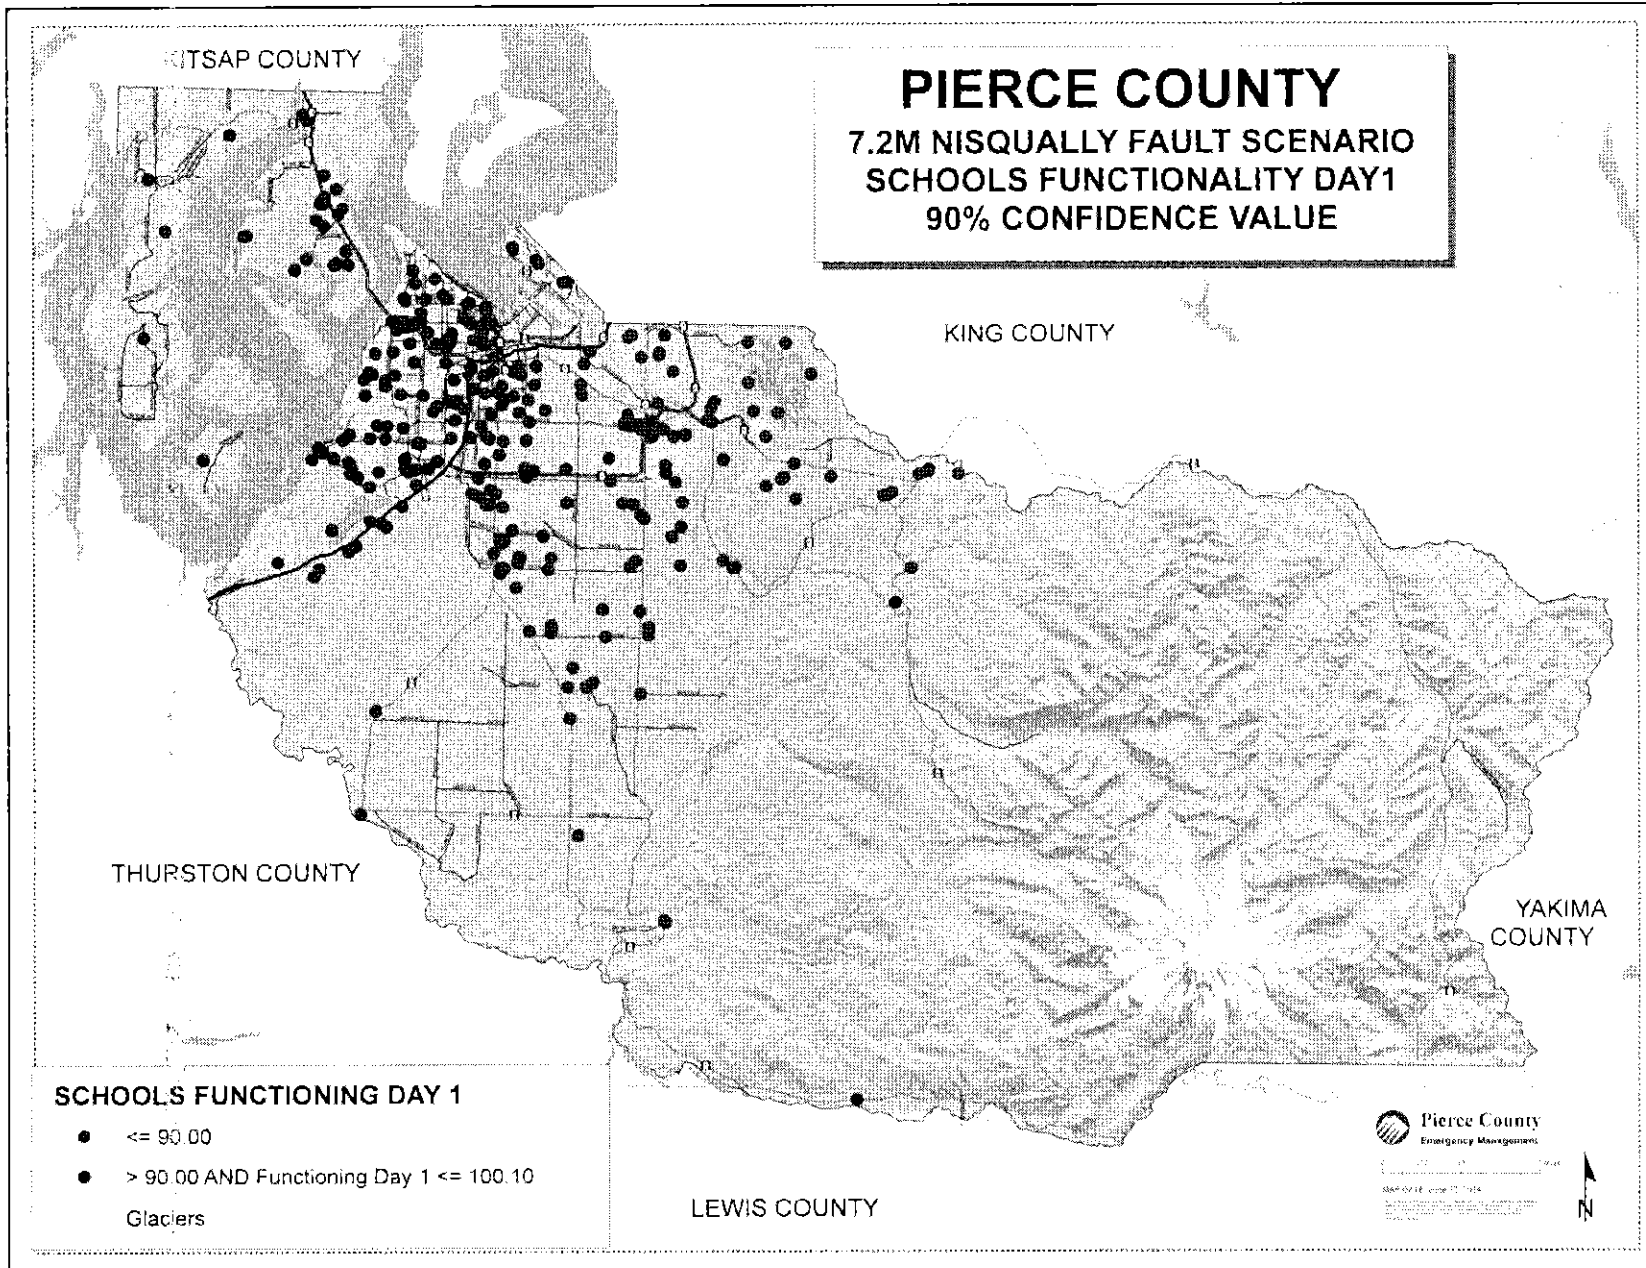 KITSAP COUNTY
PIERCE COUNTY
7.2M NISQUALLY FAULT SCENARIO
SCHOOLS FUNCTIONALITY DAY1
90% CONFIDENCE VALUE
KING COUNTY
THURSTON COUNTY
YAKIMA
COUNTY
SCHOOLS FUNCTIONING DAY 1
<= 90.00
> 90.00 AND Functioning Day 1 <= 100.10
Glaciers
LEWIS COUNTY
Pierce County
Emergency Management
N